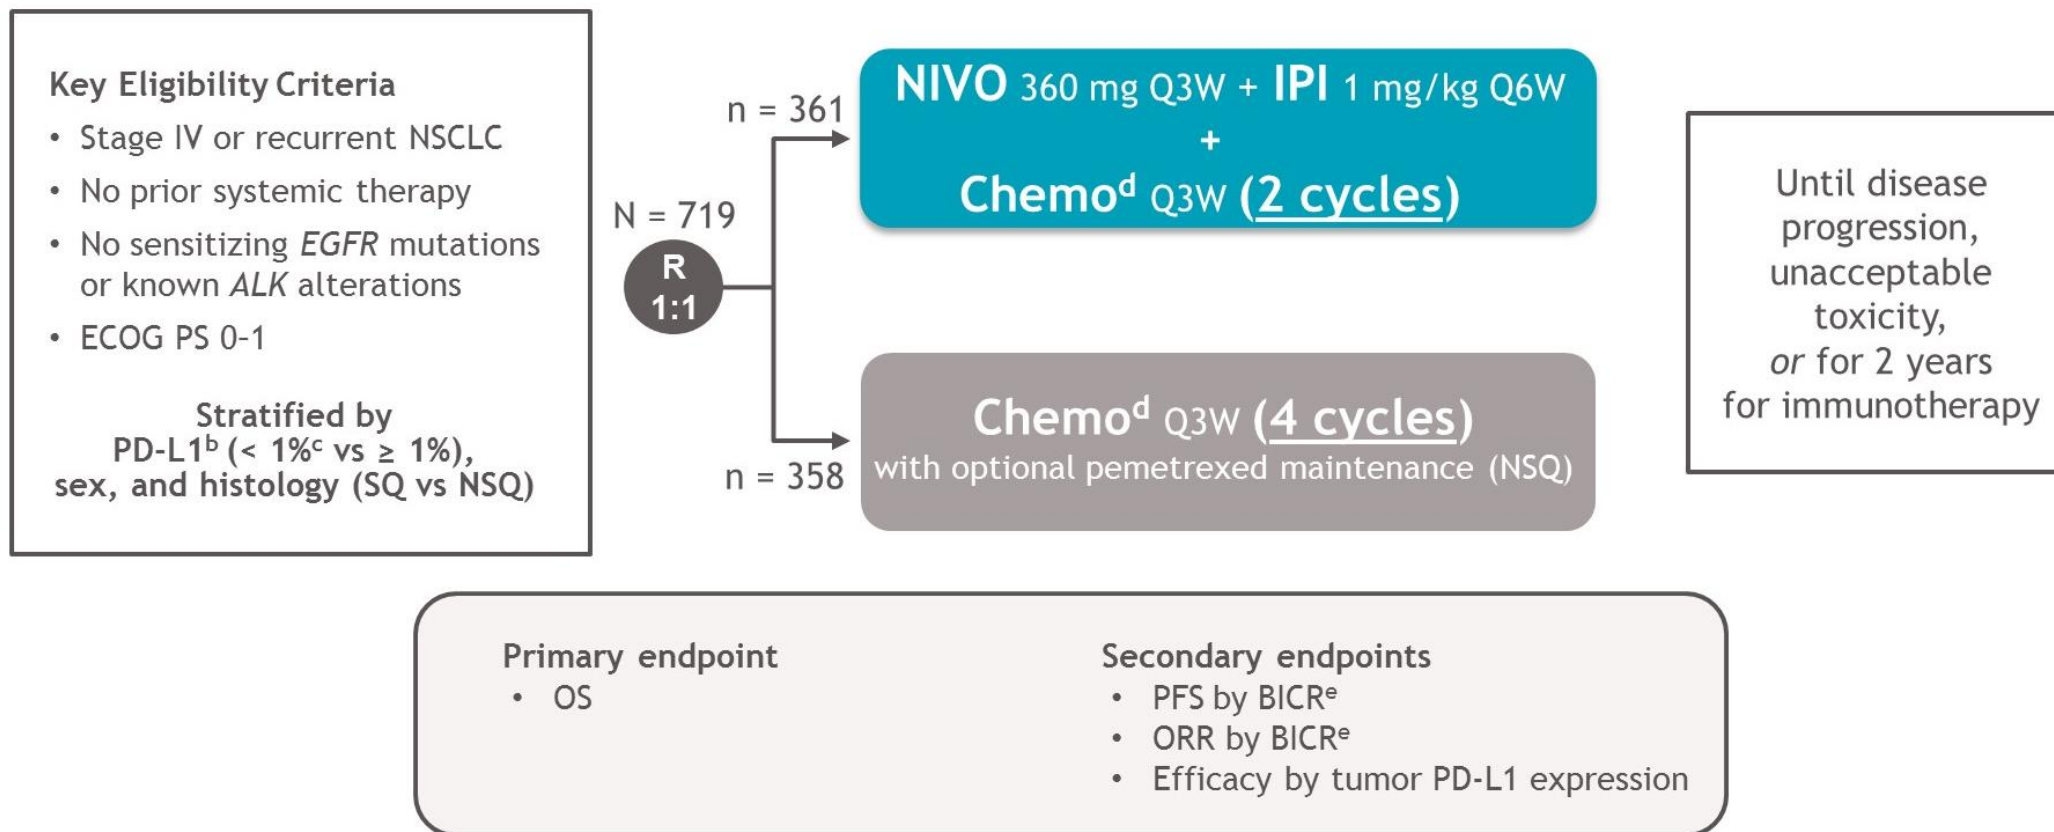 Key Eligibility Criteria
• Stage IV or recurrent NSCLC
• No prior systemic therapy
• No sensitizing EGFR mutations
or known ALK alterations
• ECOG PS 0–1
Stratified by
PD-L1ᵇ (< 1%ᶜ vs ≥ 1%),
sex, and histology (SQ vs NSQ)
N = 719
R
1:1
n = 361
NIVO 360 mg Q3W + IPI 1 mg/kg Q6W
+
Chemoᵈ Q3W (2 cycles)
n = 358
Chemoᵈ Q3W (4 cycles)
with optional pemetrexed maintenance (NSQ)
Until disease
progression,
unacceptable
toxicity,
or for 2 years
for immunotherapy
Primary endpoint
• OS
Secondary endpoints
• PFS by BICRᵉ
• ORR by BICRᵉ
• Efficacy by tumor PD-L1 expression